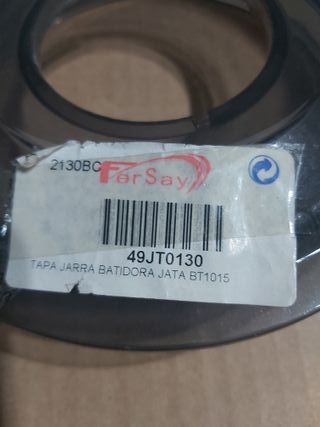 2130BC
FerSay
49JT0130
TAPA JARRA BATIDORA JATA BT1015